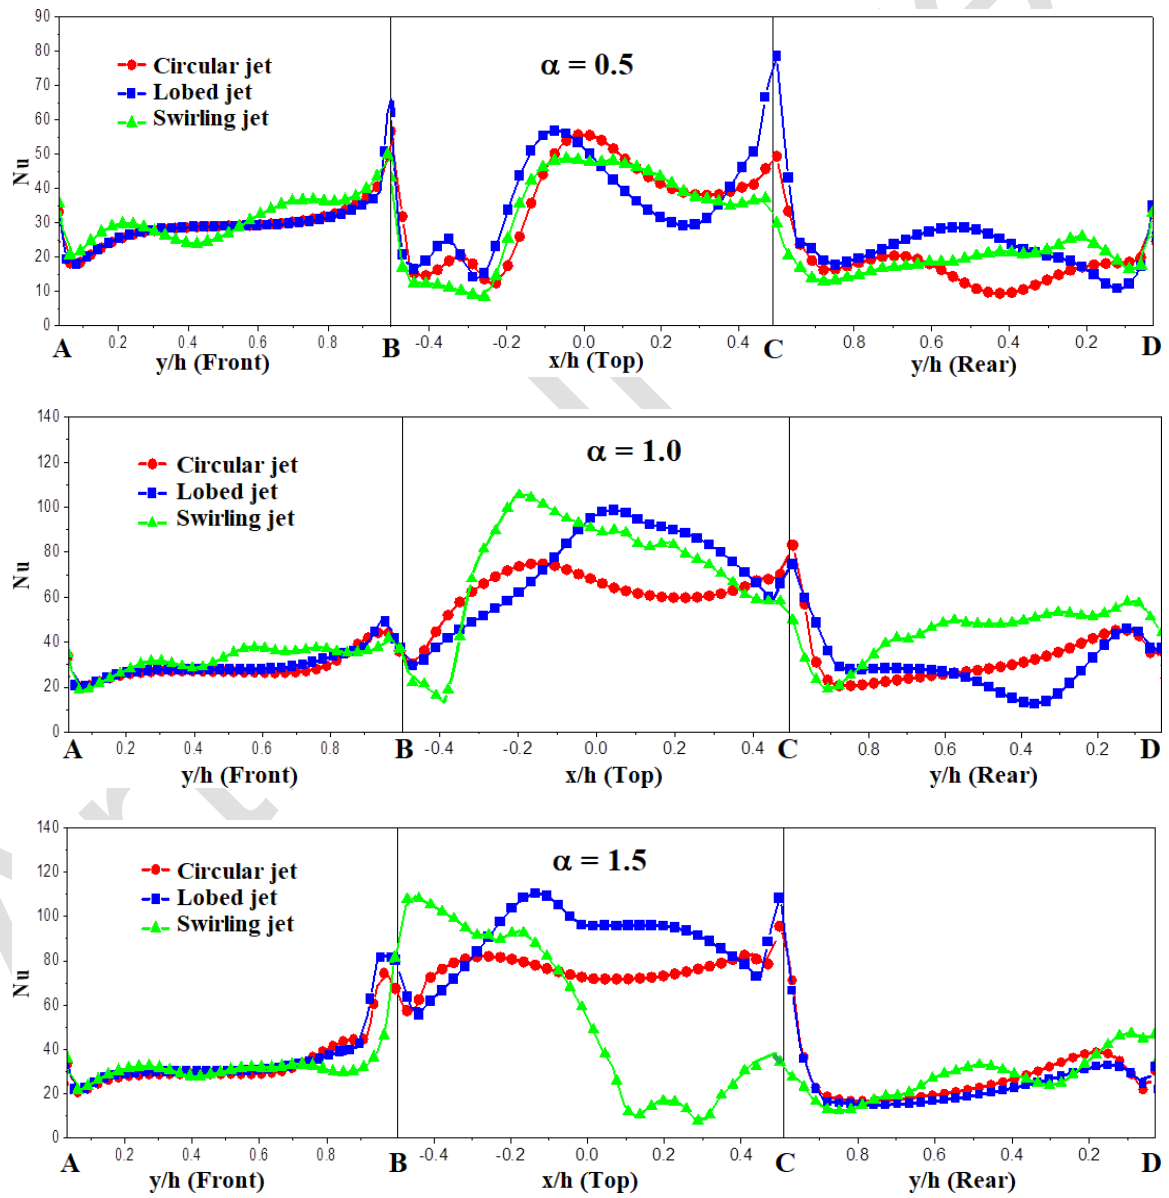 90
80
70
60
50
40
30
20
10
0
Nu
Circular jet
Lobed jet
Swirling jet
α = 0.5
A 0.2 0.4 0.6 0.8 B -0.4 -0.2 0.0 0.2 0.4 C 0.8 0.6 0.4 0.2 D
y/h (Front) x/h (Top) y/h (Rear)
140
120
100
80
60
40
20
0
Nu
Circular jet
Lobed jet
Swirling jet
α = 1.0
A 0.2 0.4 0.6 0.8 B -0.4 -0.2 0.0 0.2 0.4 C 0.8 0.6 0.4 0.2 D
y/h (Front) x/h (Top) y/h (Rear)
140
120
100
80
60
40
20
0
Nu
Circular jet
Lobed jet
Swirling jet
α = 1.5
A 0.2 0.4 0.6 0.8 B -0.4 -0.2 0.0 0.2 0.4 C 0.8 0.6 0.4 0.2 D
y/h (Front) x/h (Top) y/h (Rear)